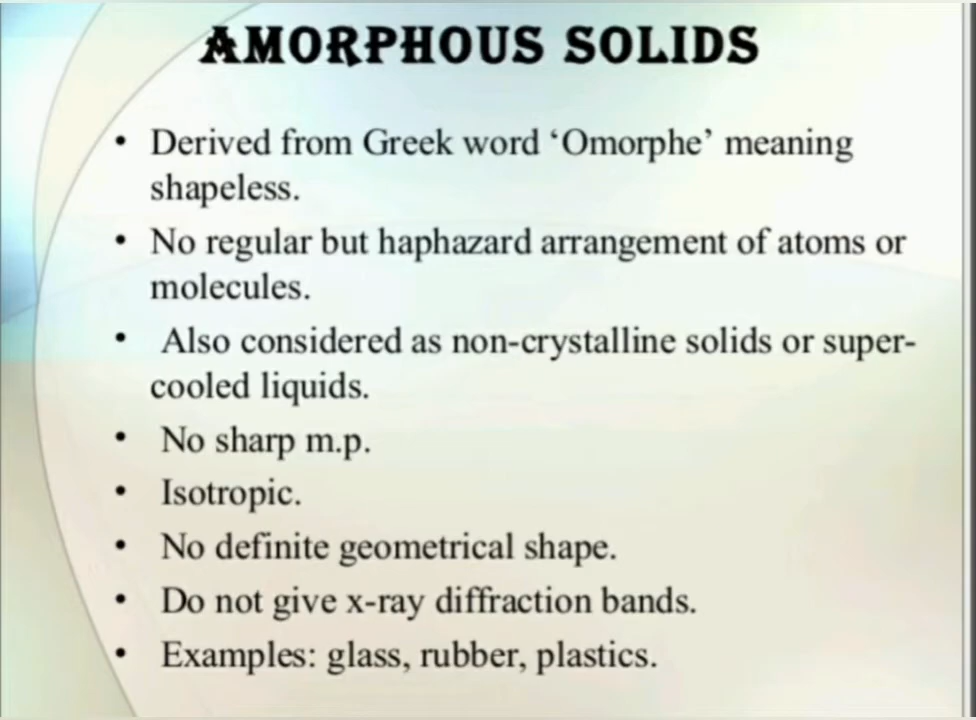 AMORPHOUS SOLIDS
• Derived from Greek word ‘Omorphe’ meaning
shapeless.
• No regular but haphazard arrangement of atoms or
molecules.
• Also considered as non-crystalline solids or super-
cooled liquids.
• No sharp m.p.
• Isotropic.
• No definite geometrical shape.
• Do not give x-ray diffraction bands.
• Examples: glass, rubber, plastics.